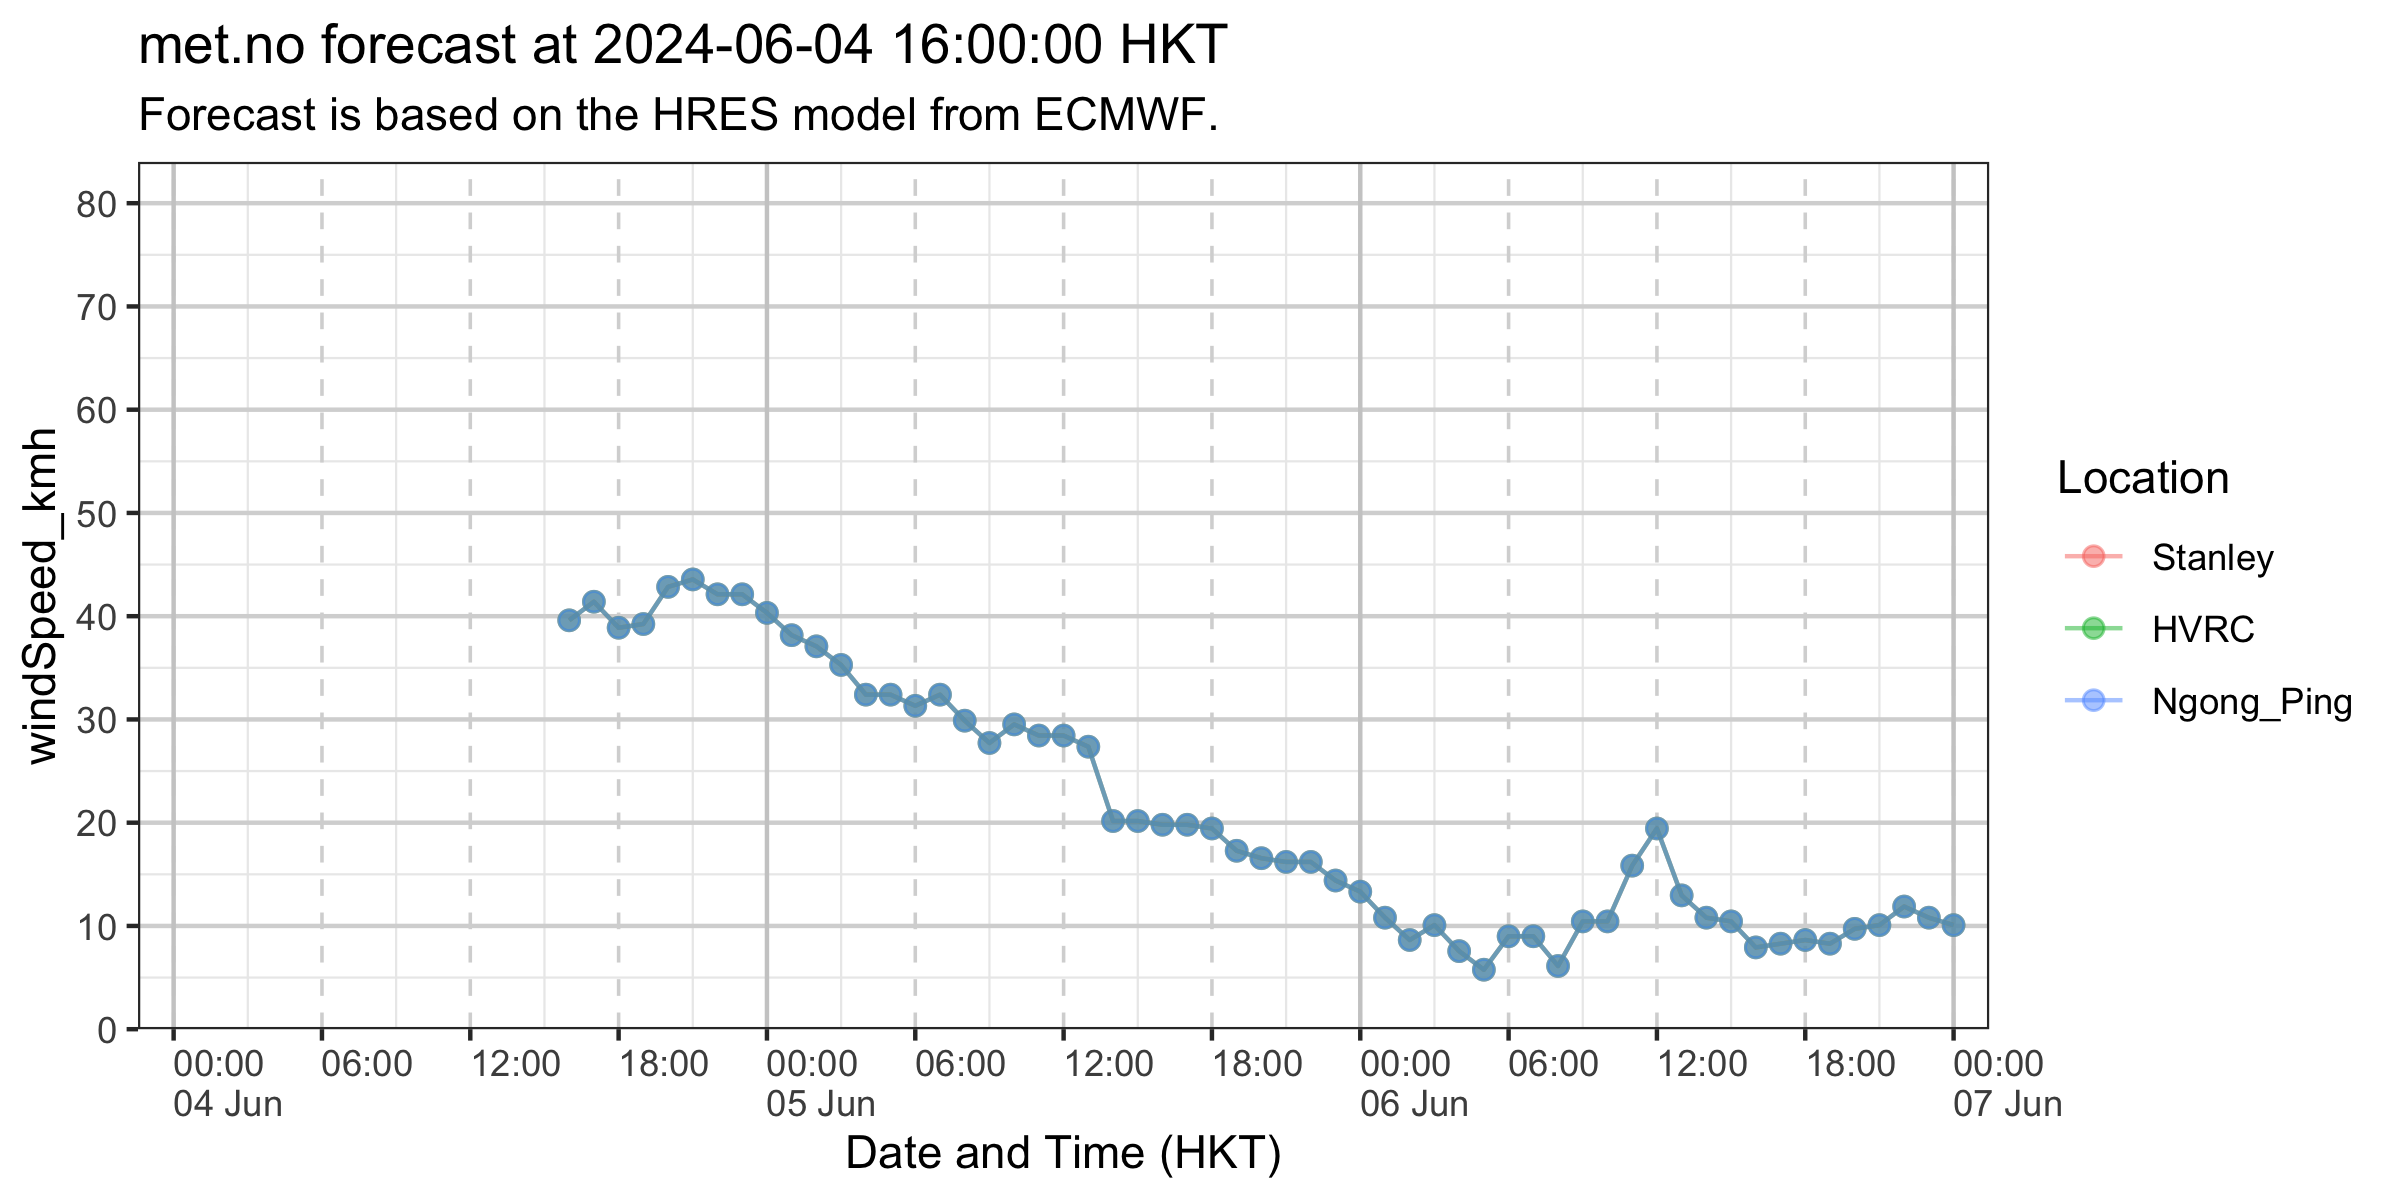 met.no forecast at 2024-06-04 16:00:00 HKT
Forecast is based on the HRES model from ECMWF.
windSpeed_kmh
80
70
60
50
40
30
20
10
0
00:00 06:00 12:00 18:00 00:00 06:00 12:00 18:00 00:00 06:00 12:00 18:00 00:00
04 Jun 05 Jun 06 Jun 07 Jun
Date and Time (HKT)
Location
Stanley
HVRC
Ngong_Ping